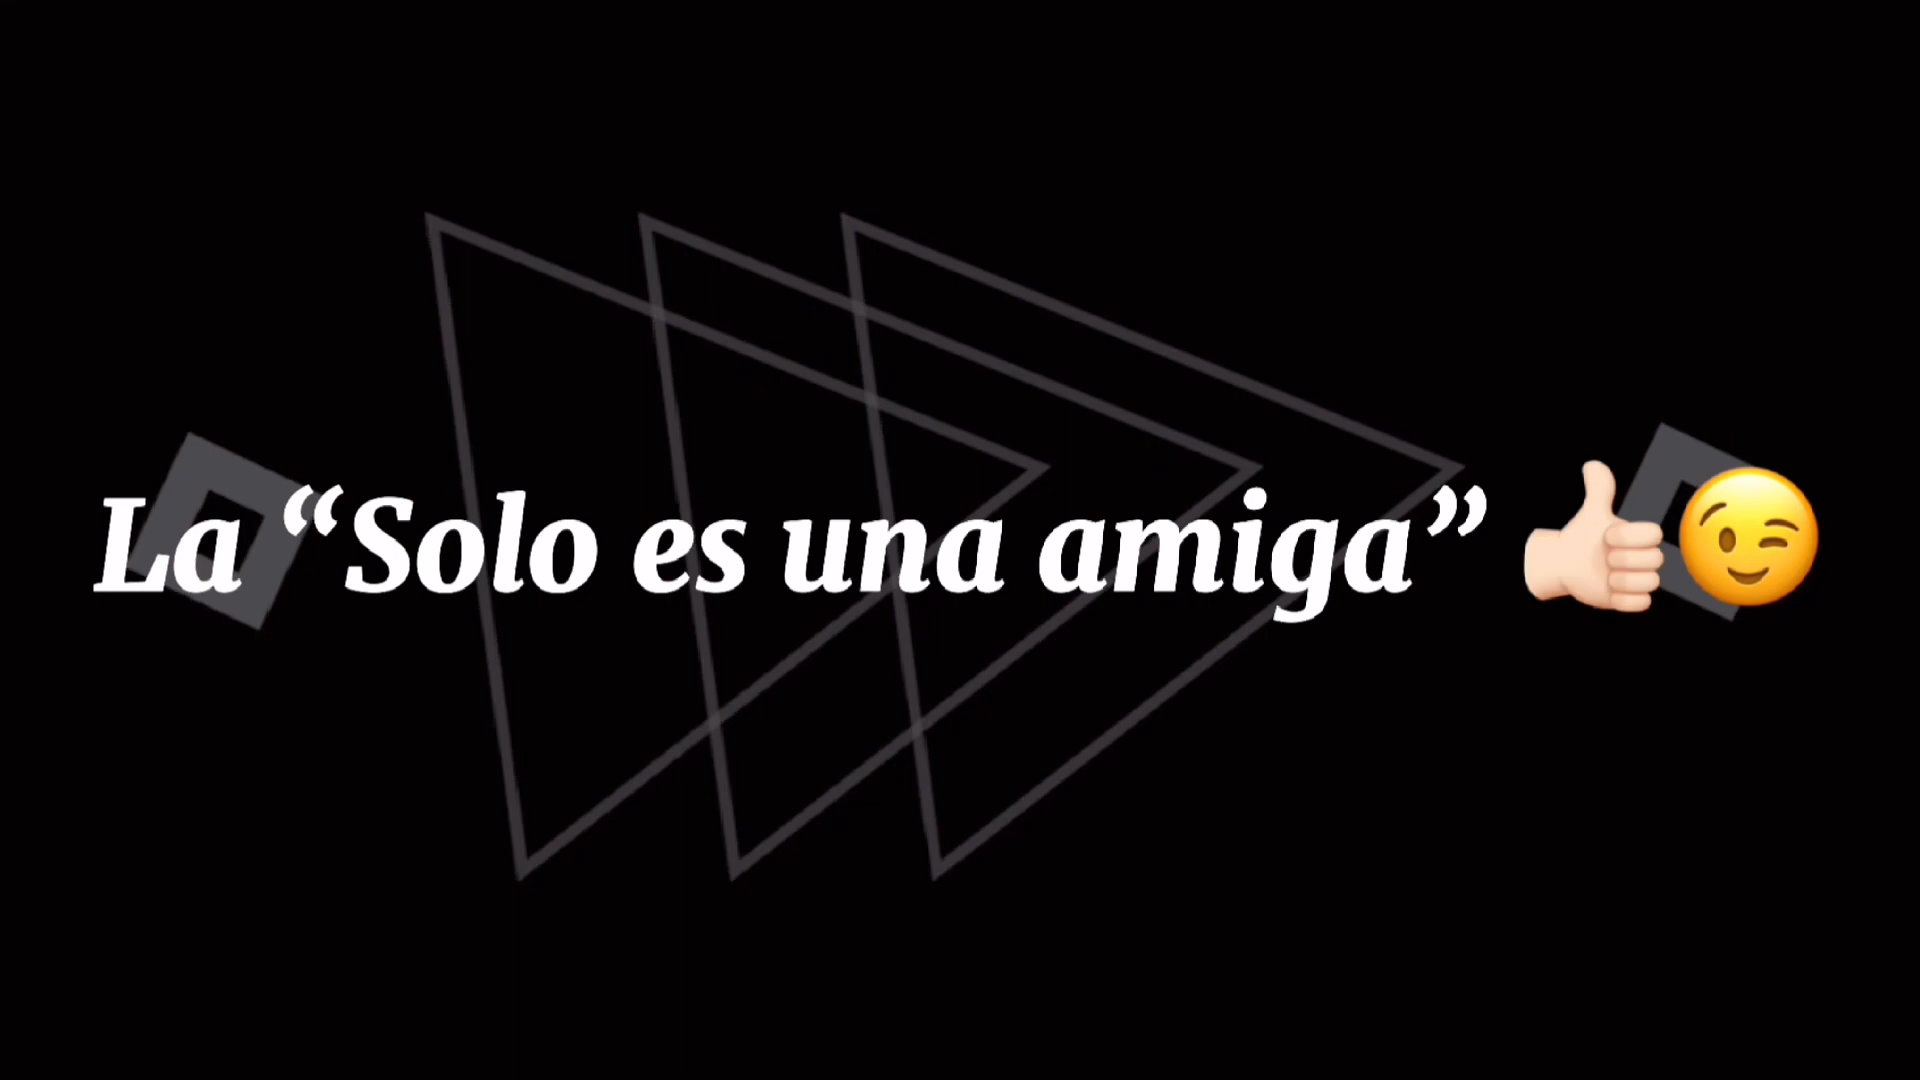 La “Solo es una amiga” 👍🏻😉